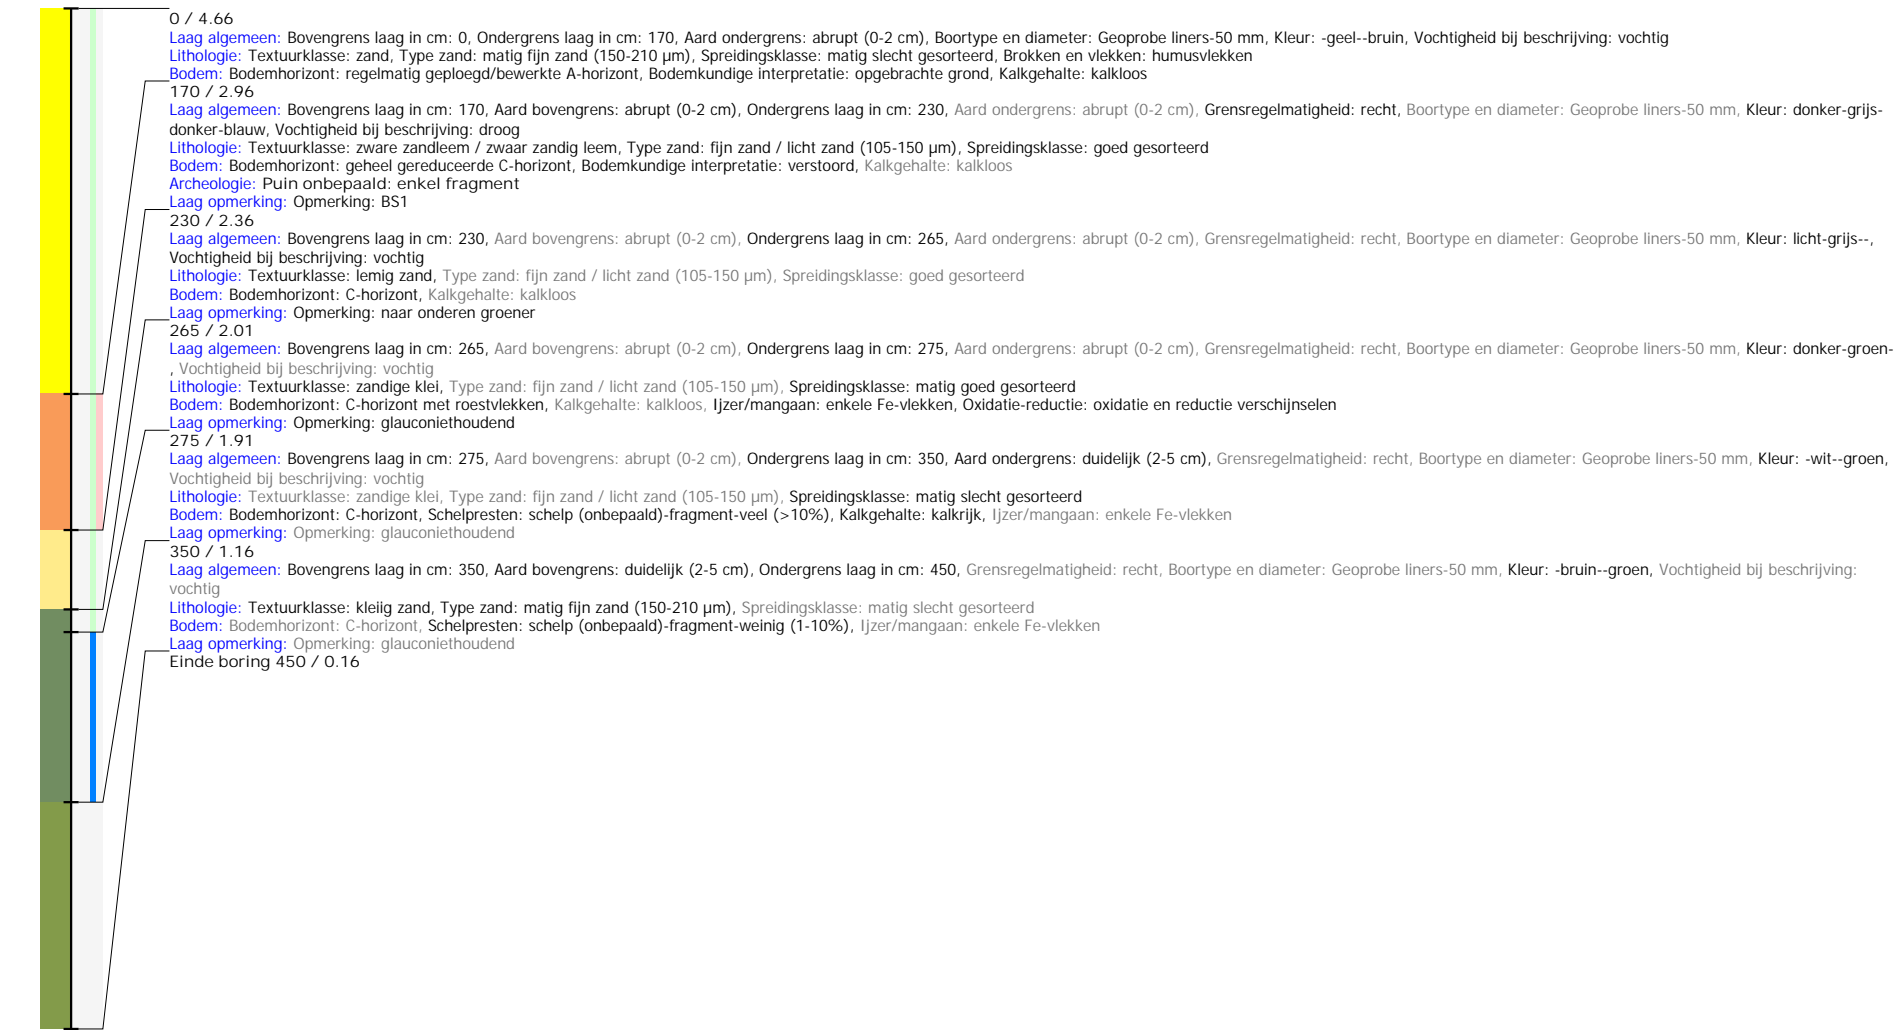 0 / 4.66
Laag algemeen: Bovengrens laag in cm: 0, Ondergrens laag in cm: 170, Aard ondergrens: abrupt (0-2 cm), Boortype en diameter: Geoprobe liners-50 mm, Kleur: -geel--bruin, Vochtigheid bij beschrijving: vochtig
Lithologie: Textuurklasse: zand, Type zand: matig fijn zand (150-210 µm), Spreidingsklasse: matig slecht gesorteerd, Brokken en vlekken: humusvlekken
Bodem: Bodemhorizont: regelmatig geploegd/bewerkte A-horizont, Bodemkundige interpretatie: opgebrachte grond, Kalkgehalte: kalkloos
170 / 2.96
Laag algemeen: Bovengrens laag in cm: 170, Aard bovengrens: abrupt (0-2 cm), Ondergrens laag in cm: 230, Aard ondergrens: abrupt (0-2 cm), Grensregelmatigheid: recht, Boortype en diameter: Geoprobe liners-50 mm, Kleur: donker-grijs-
donker-blauw, Vochtigheid bij beschrijving: droog
Lithologie: Textuurklasse: zware zandleem / zwaar zandig leem, Type zand: fijn zand / licht zand (105-150 µm), Spreidingsklasse: goed gesorteerd
Bodem: Bodemhorizont: geheel gereduceerde C-horizont, Bodemkundige interpretatie: verstoord, Kalkgehalte: kalkloos
Archeologie: Puin onbepaald: enkel fragment
Laag opmerking: Opmerking: BS1
230 / 2.36
Laag algemeen: Bovengrens laag in cm: 230, Aard bovengrens: abrupt (0-2 cm), Ondergrens laag in cm: 265, Aard ondergrens: abrupt (0-2 cm), Grensregelmatigheid: recht, Boortype en diameter: Geoprobe liners-50 mm, Kleur: licht-grijs--,
Vochtigheid bij beschrijving: vochtig
Lithologie: Textuurklasse: lemig zand, Type zand: fijn zand / licht zand (105-150 µm), Spreidingsklasse: goed gesorteerd
Bodem: Bodemhorizont: C-horizont, Kalkgehalte: kalkloos
Laag opmerking: Opmerking: naar onderen groener
265 / 2.01
Laag algemeen: Bovengrens laag in cm: 265, Aard bovengrens: abrupt (0-2 cm), Ondergrens laag in cm: 275, Aard ondergrens: abrupt (0-2 cm), Grensregelmatigheid: recht, Boortype en diameter: Geoprobe liners-50 mm, Kleur: donker-groen-
, Vochtigheid bij beschrijving: vochtig
Lithologie: Textuurklasse: zandige klei, Type zand: fijn zand / licht zand (105-150 µm), Spreidingsklasse: matig goed gesorteerd
Bodem: Bodemhorizont: C-horizont met roestvlekken, Kalkgehalte: kalkloos, Ijzer/mangaan: enkele Fe-vlekken, Oxidatie-reductie: oxidatie en reductie verschijnselen
Laag opmerking: Opmerking: glauconiethoudend
275 / 1.91
Laag algemeen: Bovengrens laag in cm: 275, Aard bovengrens: abrupt (0-2 cm), Ondergrens laag in cm: 350, Aard ondergrens: duidelijk (2-5 cm), Grensregelmatigheid: recht, Boortype en diameter: Geoprobe liners-50 mm, Kleur: -wit--groen,
Vochtigheid bij beschrijving: vochtig
Lithologie: Textuurklasse: zandige klei, Type zand: fijn zand / licht zand (105-150 µm), Spreidingsklasse: matig slecht gesorteerd
Bodem: Bodemhorizont: C-horizont, Schelpresten: schelp (onbepaald)-fragment-veel (>10%), Kalkgehalte: kalkrijk, Ijzer/mangaan: enkele Fe-vlekken
Laag opmerking: Opmerking: glauconiethoudend
350 / 1.16
Laag algemeen: Bovengrens laag in cm: 350, Aard bovengrens: duidelijk (2-5 cm), Ondergrens laag in cm: 450, Grensregelmatigheid: recht, Boortype en diameter: Geoprobe liners-50 mm, Kleur: -bruin--groen, Vochtigheid bij beschrijving:
vochtig
Lithologie: Textuurklasse: kleiig zand, Type zand: matig fijn zand (150-210 µm), Spreidingsklasse: matig slecht gesorteerd
Bodem: Bodemhorizont: C-horizont, Schelpresten: schelp (onbepaald)-fragment-weinig (1-10%), Ijzer/mangaan: enkele Fe-vlekken
Laag opmerking: Opmerking: glauconiethoudend
Einde boring 450 / 0.16